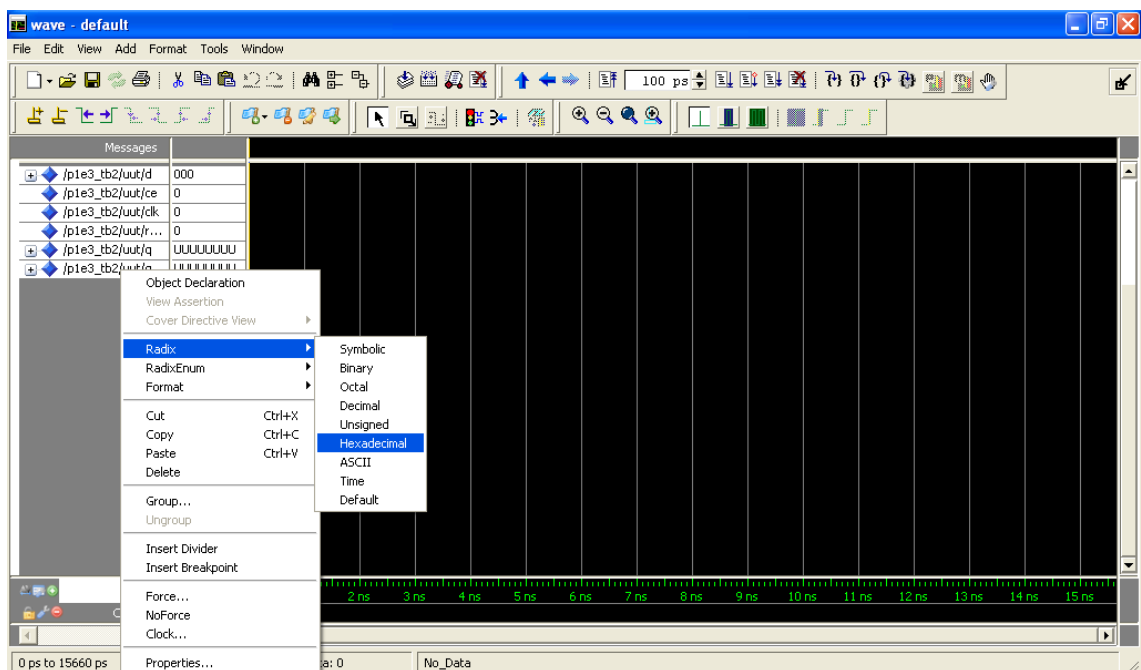 wave - default
File Edit View Add Format Tools Window
100 ps
Messages
/p1e3_tb2/uut/d 000
/p1e3_tb2/uut/ce 0
/p1e3_tb2/uut/clk 0
/p1e3_tb2/uut/r... 0
/p1e3_tb2/uut/q UUUUUUUU
/p1e3_tb2/uut/q UUUUUUUU
Object Declaration
View Assertion
Cover Directive View
Radix
RadixEnum
Format
Cut Ctrl+X
Copy Ctrl+C
Paste Ctrl+V
Delete
Group...
Ungroup
Insert Divider
Insert Breakpoint
Force...
NoForce
Clock...
Properties...
Symbolic
Binary
Octal
Decimal
Unsigned
Hexadecimal
ASCII
Time
Default
2 ns 3 ns 4 ns 5 ns 6 ns 7 ns 8 ns 9 ns 10 ns 11 ns 12 ns 13 ns 14 ns 15 ns
0 ps to 15660 ps a: 0 No_Data